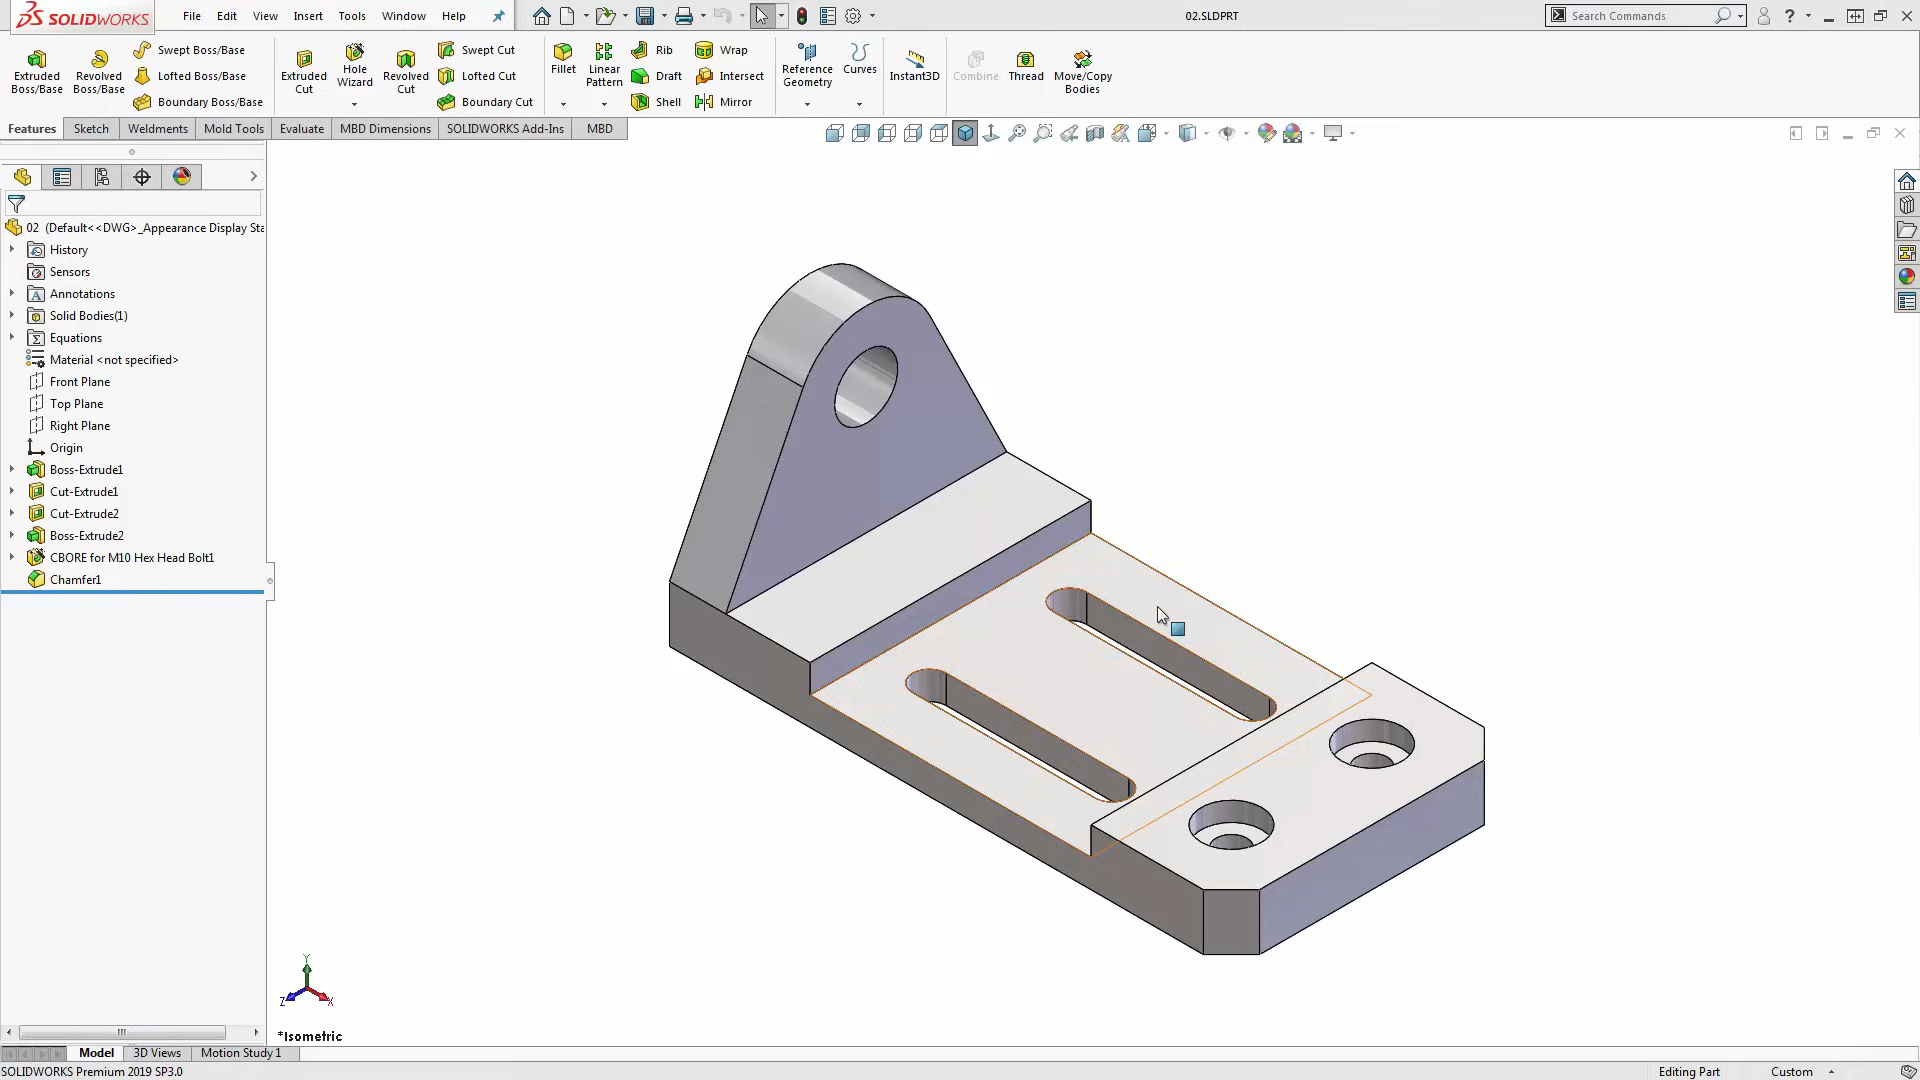 SOLIDWORKS File Edit View Insert Tools Window Help 02.SLDPRT Search Commands ?
Extruded Boss/Base
Revolved Boss/Base
Swept Boss/Base
Lofted Boss/Base
Boundary Boss/Base
Extruded Cut
Hole Wizard
Revolved Cut
Swept Cut
Lofted Cut
Boundary Cut
Fillet
Linear Pattern
Rib
Draft
Shell
Wrap
Intersect
Mirror
Reference Geometry
Curves
Instant3D
Combine
Thread
Move/Copy Bodies
Features Sketch Weldments Mold Tools Evaluate MBD Dimensions SOLIDWORKS Add-Ins MBD
02 (Default<<DWG>_Appearance Display Sta
History
Sensors
Annotations
Solid Bodies(1)
Equations
Material <not specified>
Front Plane
Top Plane
Right Plane
Origin
Boss-Extrude1
Cut-Extrude1
Cut-Extrude2
Boss-Extrude2
CBORE for M10 Hex Head Bolt1
Chamfer1
Y
Z X
*Isometric
Model 3D Views Motion Study 1
SOLIDWORKS Premium 2019 SP3.0 Editing Part Custom